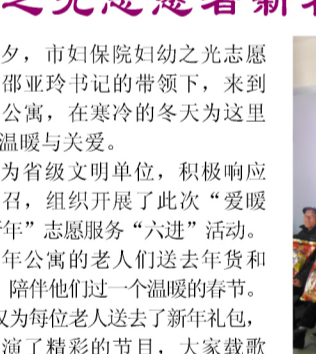 之光志愿者新
夕，市妇保院妇幼之光志愿
邵亚玲书记的带领下，来到
公寓，在寒冷的冬天为这里
温暖与关爱。
为省级文明单位，积极响应
召，组织开展了此次“爱暖
年”志愿服务“六进”活动。
年公寓的老人们送去年货和
陪伴他们过一个温暖的春节。
仅为每位老人送去了新年礼包，
演了精彩的节目，大家载歌